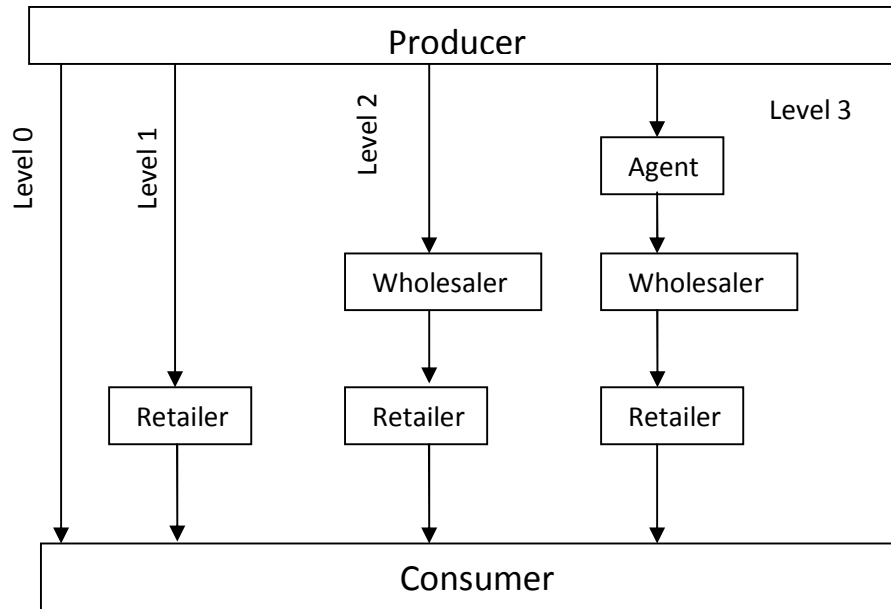 Producer
Level 0
Level 1
Level 2
Level 3
Agent
Wholesaler
Wholesaler
Retailer
Retailer
Retailer
Consumer